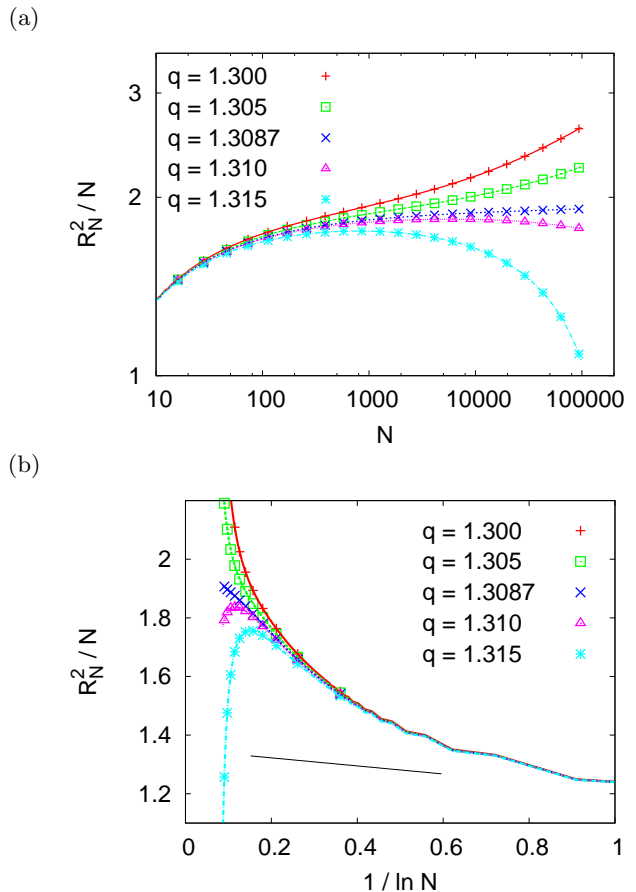 (a)
R_N^2 / N
3
2
1
q = 1.300
q = 1.305
q = 1.3087
q = 1.310
q = 1.315
10 100 1000 10000 100000
N
(b)
R_N^2 / N
2
1.8
1.6
1.4
1.2
q = 1.300
q = 1.305
q = 1.3087
q = 1.310
q = 1.315
0 0.2 0.4 0.6 0.8 1
1 / ln N